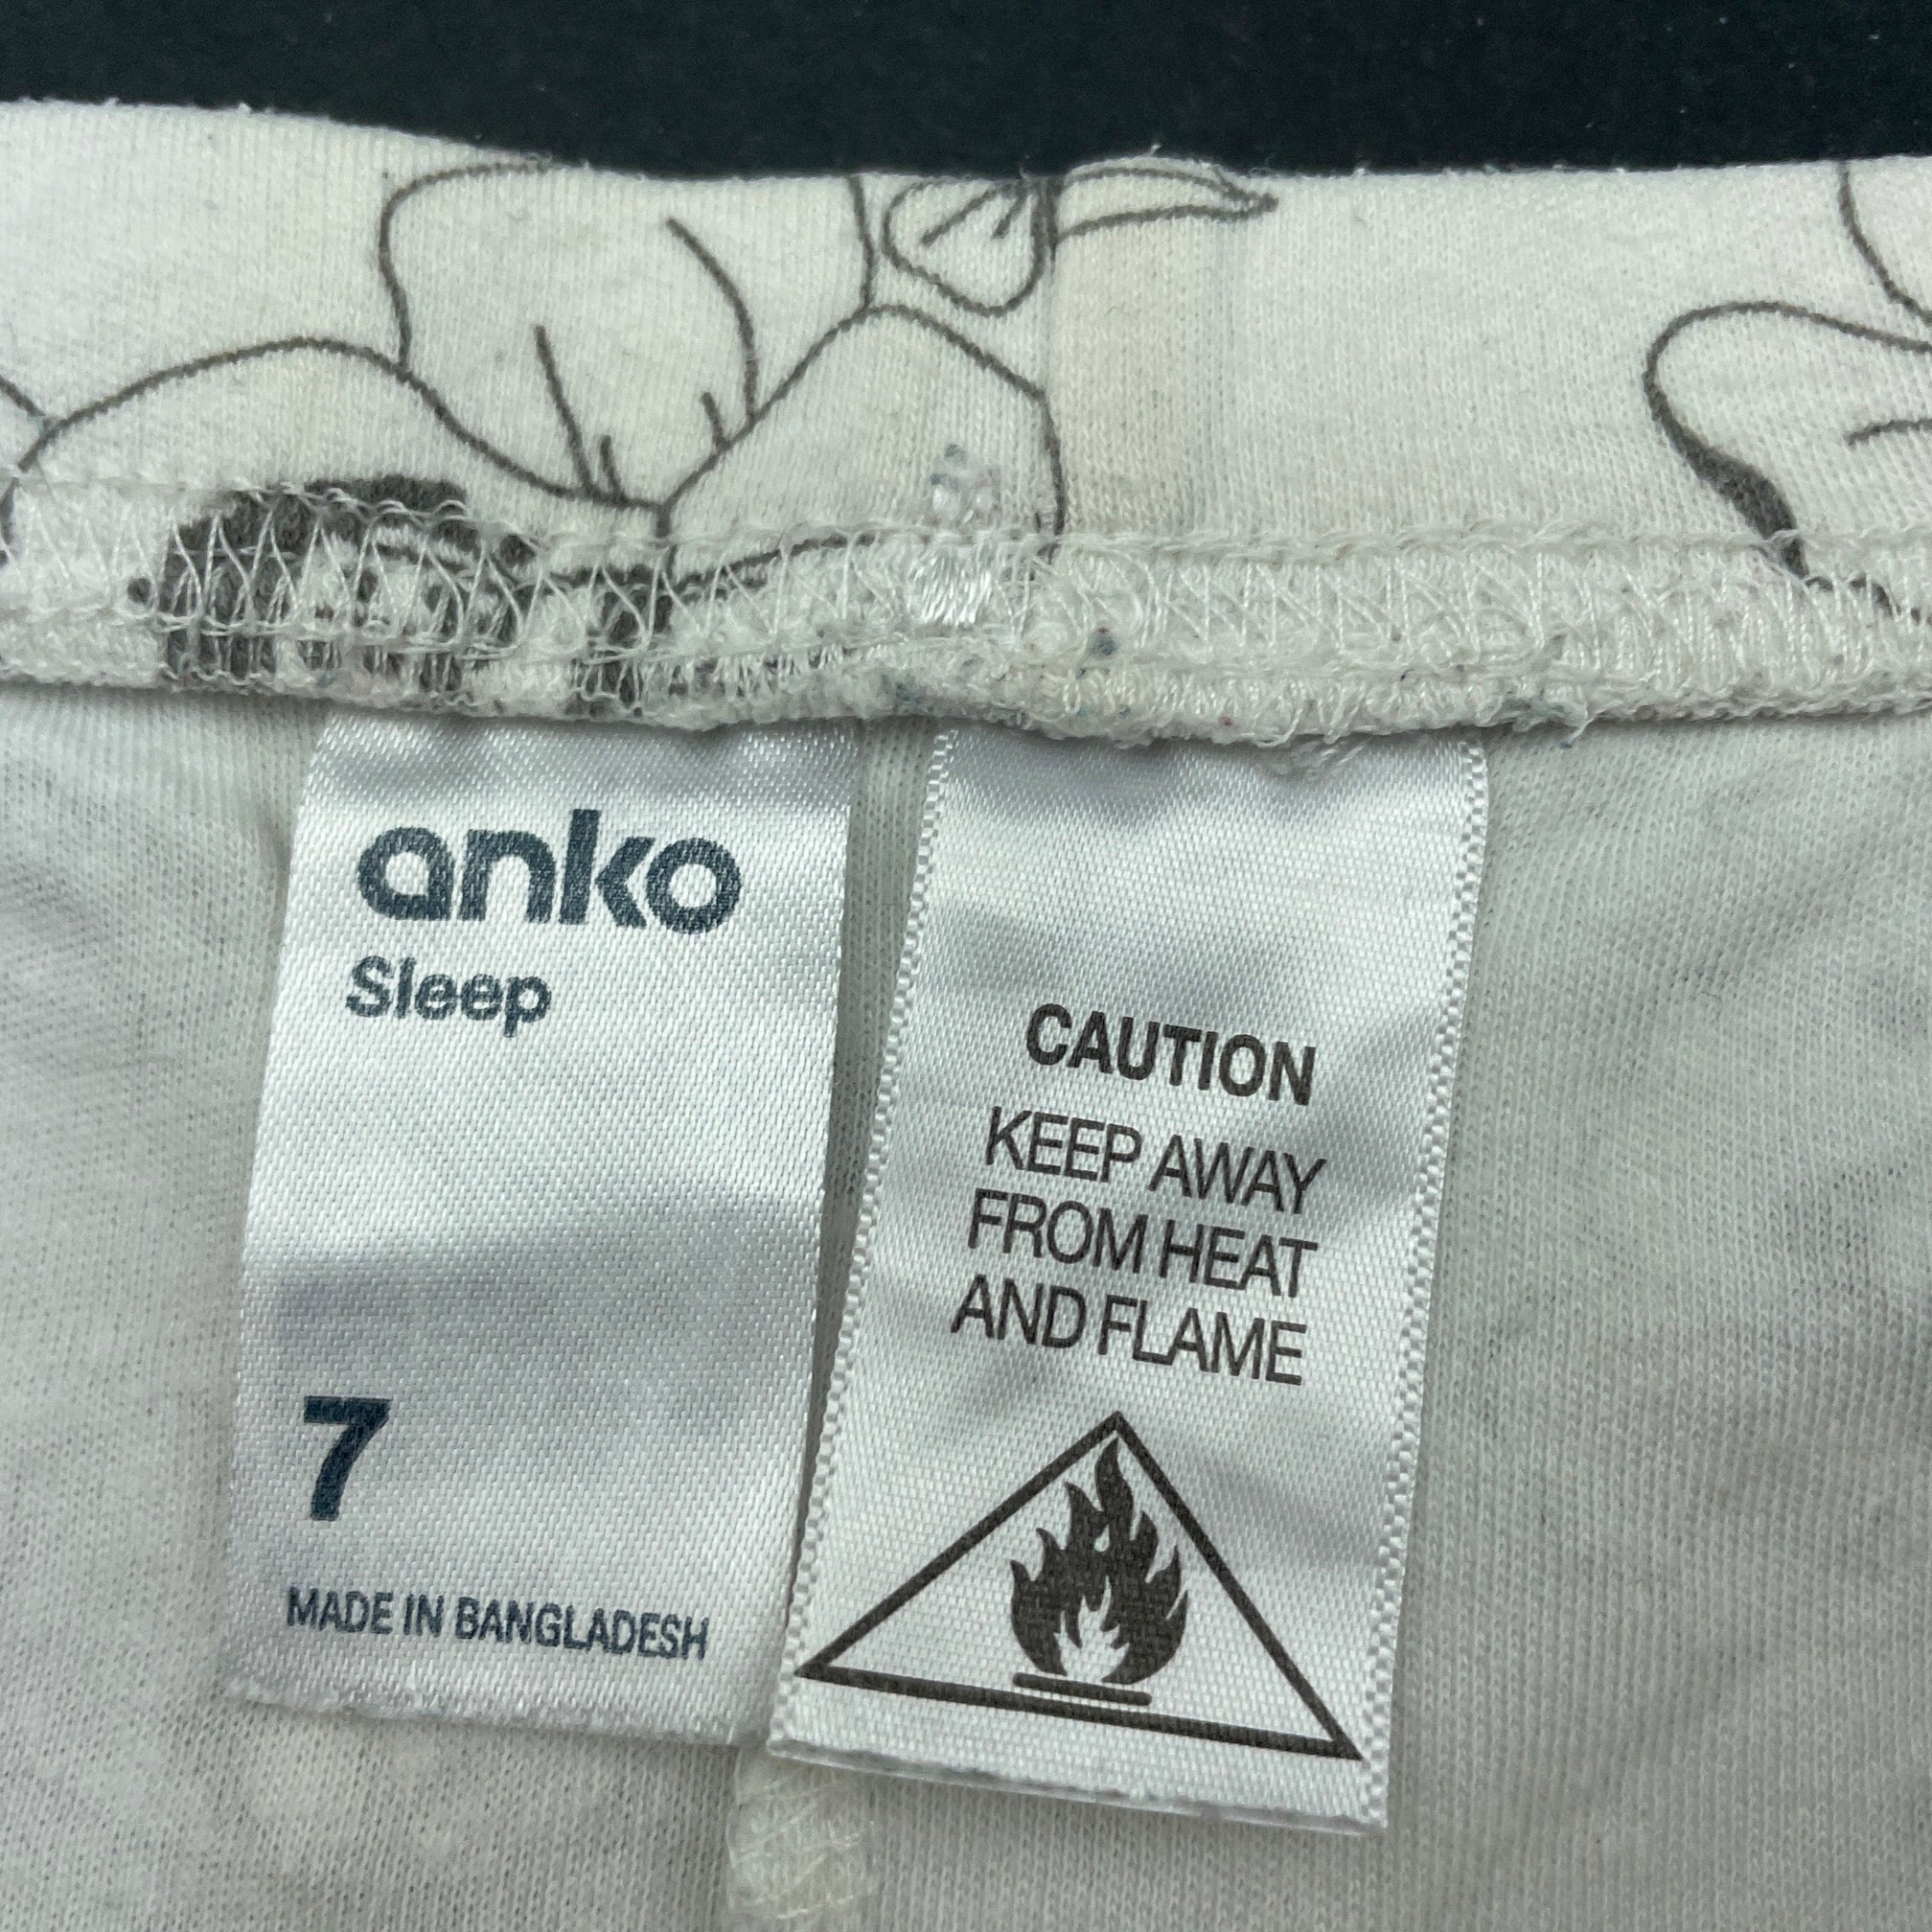 anko
Sleep
7
MADE IN BANGLADESH
CAUTION
KEEP AWAY
FROM HEAT
AND FLAME